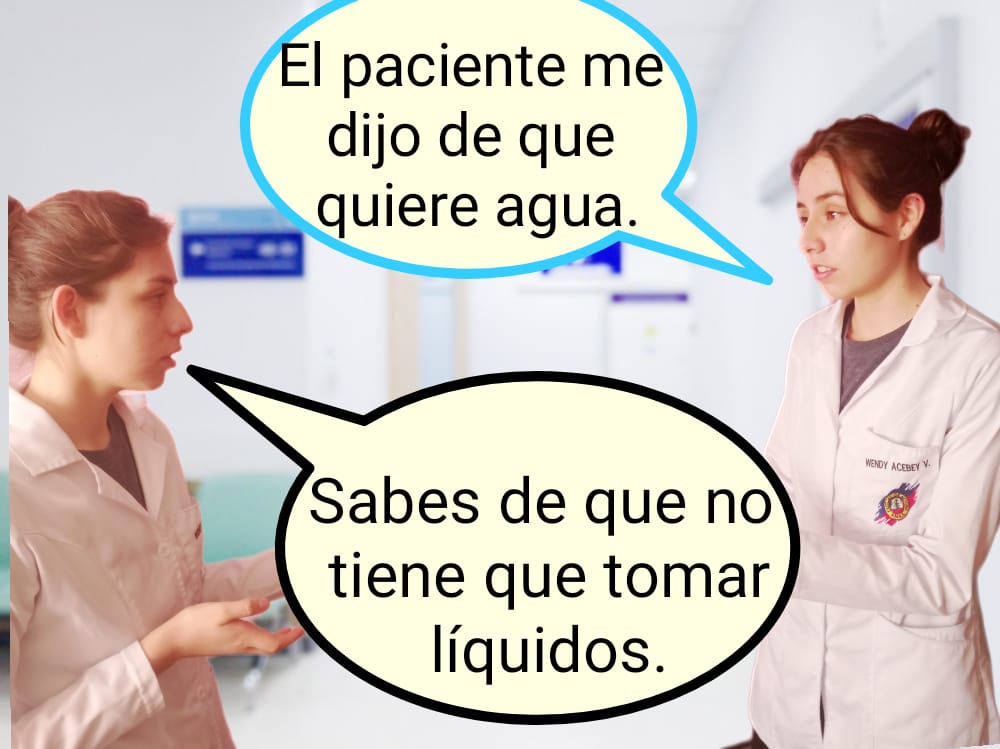 El paciente me
dijo de que
quiere agua.
Sabes de que no
tiene que tomar
líquidos.
WENDY ACEBEY V.